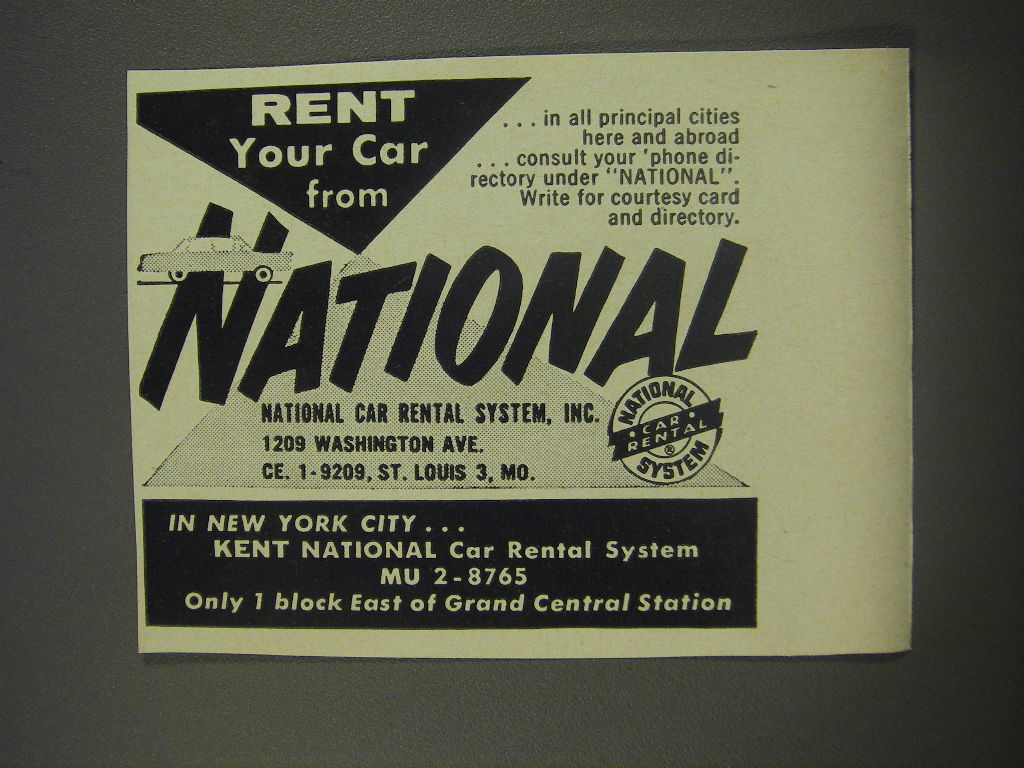 RENT
Your Car
from
... in all principal cities
here and abroad
... consult your 'phone di-
rectory under "NATIONAL".
Write for courtesy card
and directory.
NATIONAL
NATIONAL CAR RENTAL SYSTEM, INC.
1209 WASHINGTON AVE.
CE. 1-9209, ST. LOUIS 3, MO.
NATIONAL
• CAR •
RENTAL
®
SYSTEM
IN NEW YORK CITY...
KENT NATIONAL Car Rental System
MU 2-8765
Only 1 block East of Grand Central Station